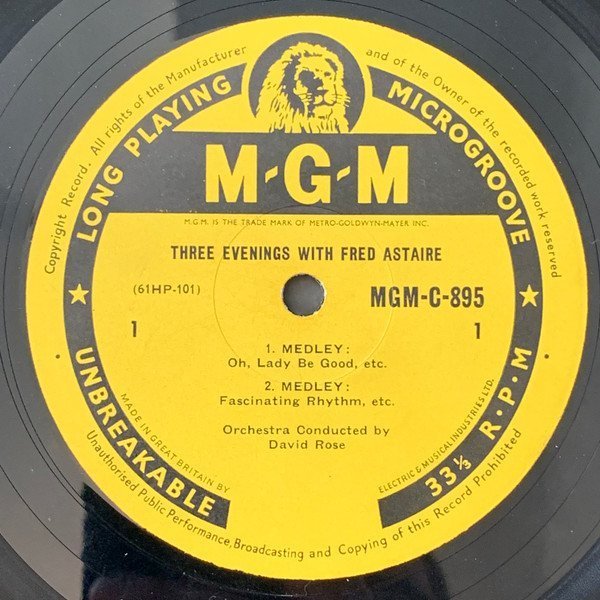 Copyright Record. All rights of the Manufacturer and of the Owner of the recorded work reserved
LONG PLAYING MICROGROOVE
M-G-M
M.G.M. IS THE TRADE MARK OF METRO-GOLDWYN-MAYER INC.
THREE EVENINGS WITH FRED ASTAIRE
(61HP-101) MGM-C-895
1 1
1. MEDLEY:
Oh, Lady Be Good, etc.
2. MEDLEY:
Fascinating Rhythm, etc.
Orchestra Conducted by
David Rose
MADE IN GREAT BRITAIN BY ELECTRIC & MUSICAL INDUSTRIES LTD.
UNBREAKABLE 33⅓ R·P·M
Unauthorised Public Performance, Broadcasting and Copying of this Record Prohibited